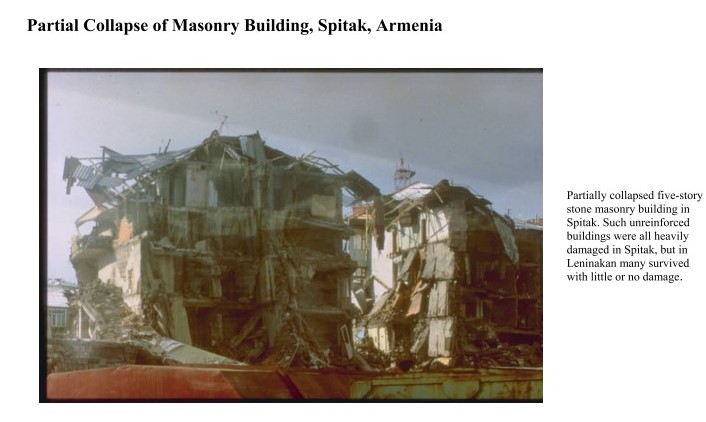 Partial Collapse of Masonry Building, Spitak, Armenia
Partially collapsed five-story
stone masonry building in
Spitak. Such unreinforced
buildings were all heavily
damaged in Spitak, but in
Leninakan many survived
with little or no damage.